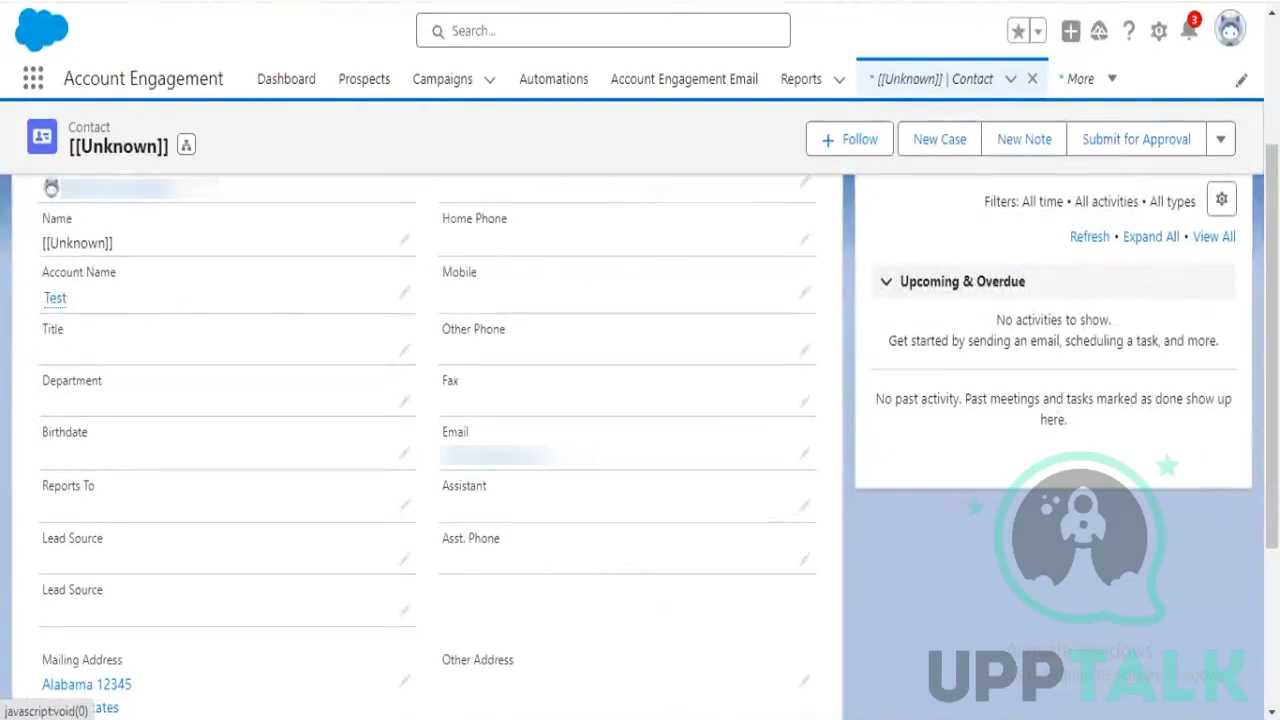 Search...
3
Account Engagement
Dashboard
Prospects
Campaigns
Automations
Account Engagement Email
Reports
* [[Unknown]] | Contact
* More
Contact
[[Unknown]]
Follow
New Case
New Note
Submit for Approval
Name
[[Unknown]]
Home Phone
Account Name
Test
Mobile
Title
Other Phone
Department
Fax
Birthdate
Email
Reports To
Assistant
Lead Source
Asst. Phone
Lead Source
Mailing Address
Alabama 12345
Other Address
javascript:void(0)
Filters: All time • All activities • All types
Refresh • Expand All • View All
Upcoming & Overdue
No activities to show.
Get started by sending an email, scheduling a task, and more.
No past activity. Past meetings and tasks marked as done show up
here.
UPPTALK